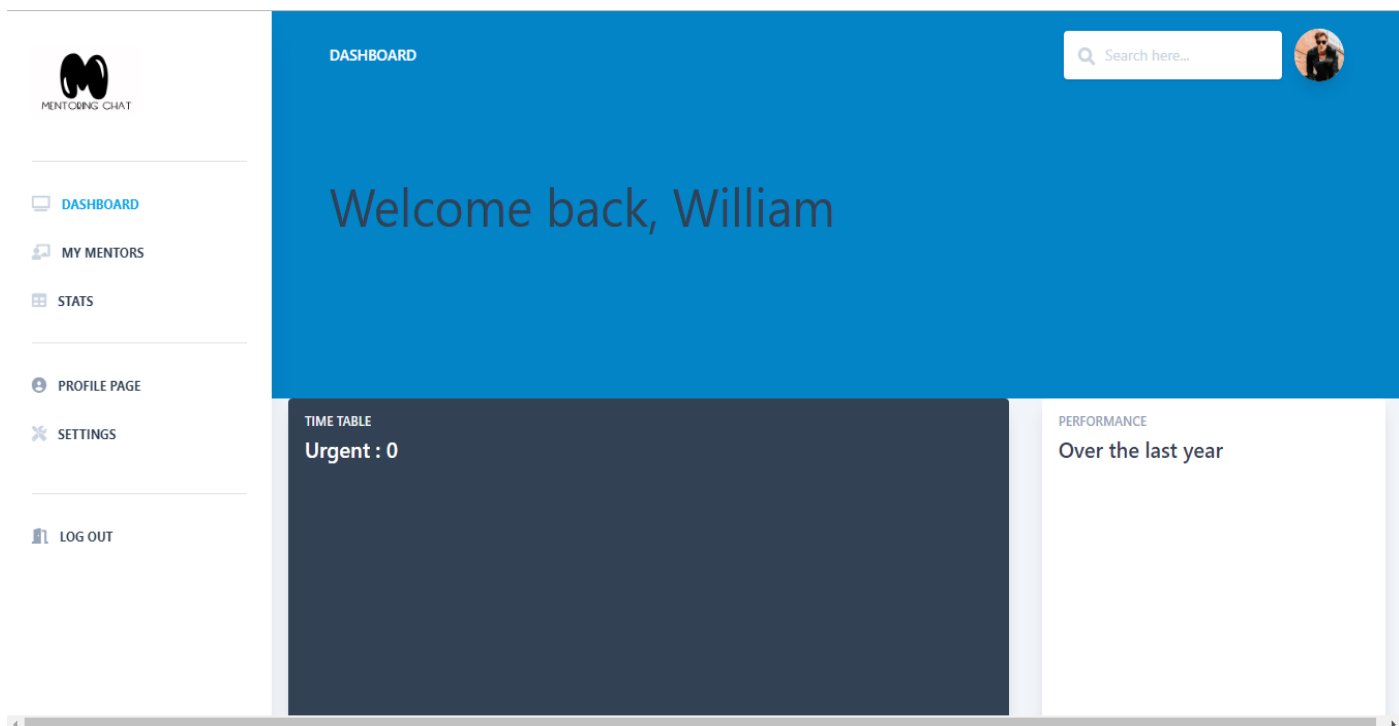 MENTORING CHAT
DASHBOARD
MY MENTORS
STATS
PROFILE PAGE
SETTINGS
LOG OUT
DASHBOARD
Search here...
Welcome back, William
TIME TABLE
Urgent : 0
PERFORMANCE
Over the last year